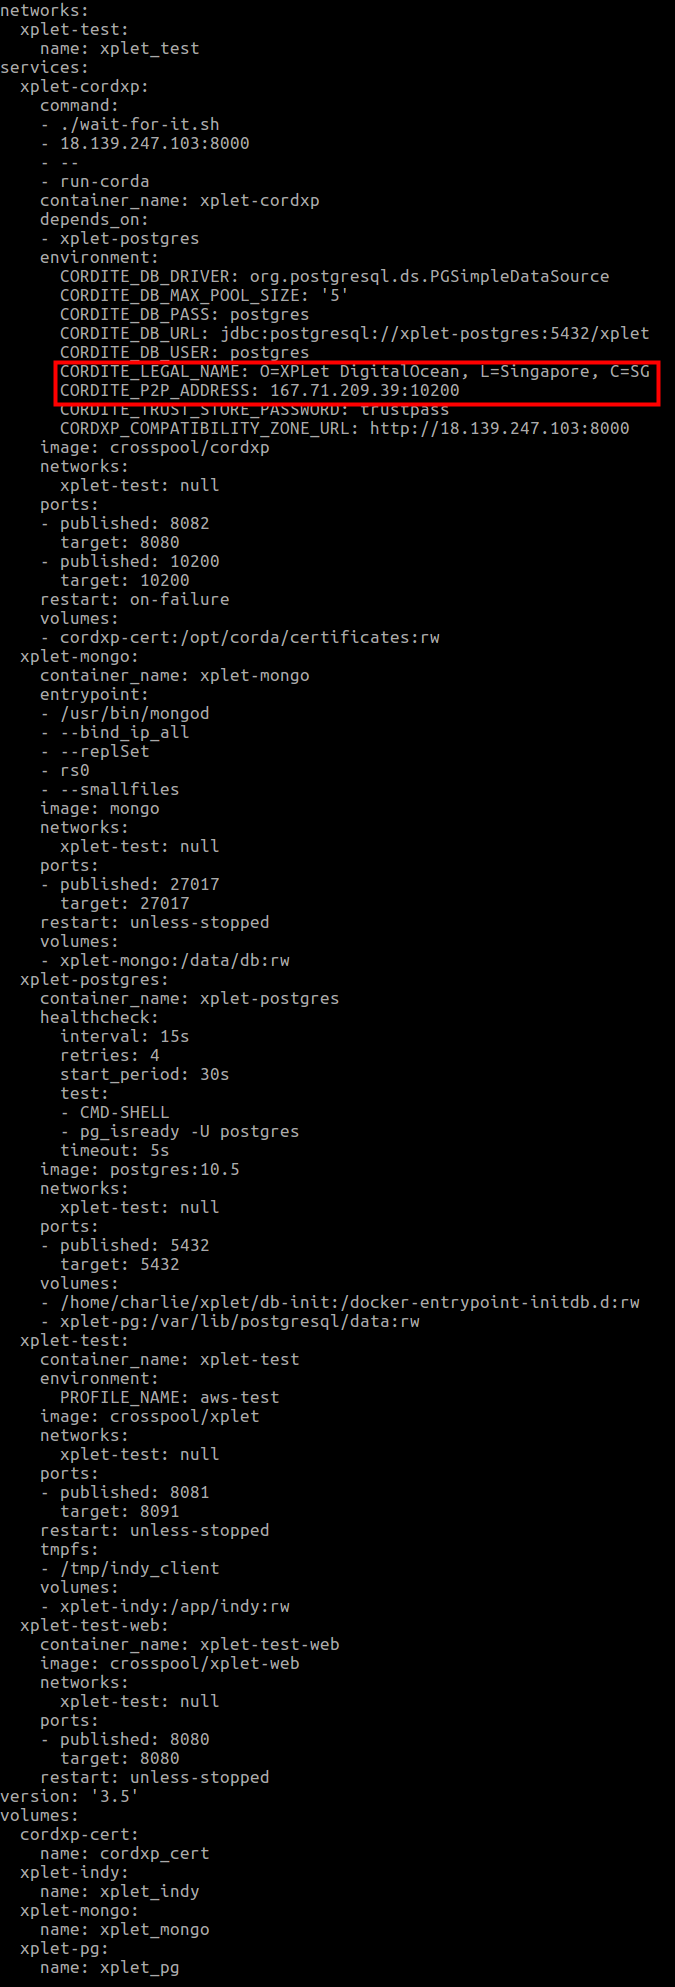 networks:
  xplet-test:
    name: xplet_test
services:
  xplet-cordxp:
    command:
    - ./wait-for-it.sh
    - 18.139.247.103:8000
    - --
    - run-corda
    container_name: xplet-cordxp
    depends_on:
    - xplet-postgres
    environment:
      CORDITE_DB_DRIVER: org.postgresql.ds.PGSimpleDataSource
      CORDITE_DB_MAX_POOL_SIZE: '5'
      CORDITE_DB_PASS: postgres
      CORDITE_DB_URL: jdbc:postgresql://xplet-postgres:5432/xplet
      CORDITE_DB_USER: postgres
      CORDITE_LEGAL_NAME: O=XPLet DigitalOcean, L=Singapore, C=SG
      CORDITE_P2P_ADDRESS: 167.71.209.39:10200
      CORDITE_TRUST_STORE_PASSWORD: trustpass
      CORDXP_COMPATIBILITY_ZONE_URL: http://18.139.247.103:8000
    image: crosspool/cordxp
    networks:
      xplet-test: null
    ports:
    - published: 8082
      target: 8080
    - published: 10200
      target: 10200
    restart: on-failure
    volumes:
    - cordxp-cert:/opt/corda/certificates:rw
  xplet-mongo:
    container_name: xplet-mongo
    entrypoint:
    - /usr/bin/mongod
    - --bind_ip_all
    - --replSet
    - rs0
    - --smallfiles
    image: mongo
    networks:
      xplet-test: null
    ports:
    - published: 27017
      target: 27017
    restart: unless-stopped
    volumes:
    - xplet-mongo:/data/db:rw
  xplet-postgres:
    container_name: xplet-postgres
    healthcheck:
      interval: 15s
      retries: 4
      start_period: 30s
      test:
      - CMD-SHELL
      - pg_isready -U postgres
      timeout: 5s
    image: postgres:10.5
    networks:
      xplet-test: null
    ports:
    - published: 5432
      target: 5432
    volumes:
    - /home/charlie/xplet/db-init:/docker-entrypoint-initdb.d:rw
    - xplet-pg:/var/lib/postgresql/data:rw
  xplet-test:
    container_name: xplet-test
    environment:
      PROFILE_NAME: aws-test
    image: crosspool/xplet
    networks:
      xplet-test: null
    ports:
    - published: 8081
      target: 8091
    restart: unless-stopped
    tmpfs:
    - /tmp/indy_client
    volumes:
    - xplet-indy:/app/indy:rw
  xplet-test-web:
    container_name: xplet-test-web
    image: crosspool/xplet-web
    networks:
      xplet-test: null
    ports:
    - published: 8080
      target: 8080
    restart: unless-stopped
version: '3.5'
volumes:
  cordxp-cert:
    name: cordxp_cert
  xplet-indy:
    name: xplet_indy
  xplet-mongo:
    name: xplet_mongo
  xplet-pg:
    name: xplet_pg